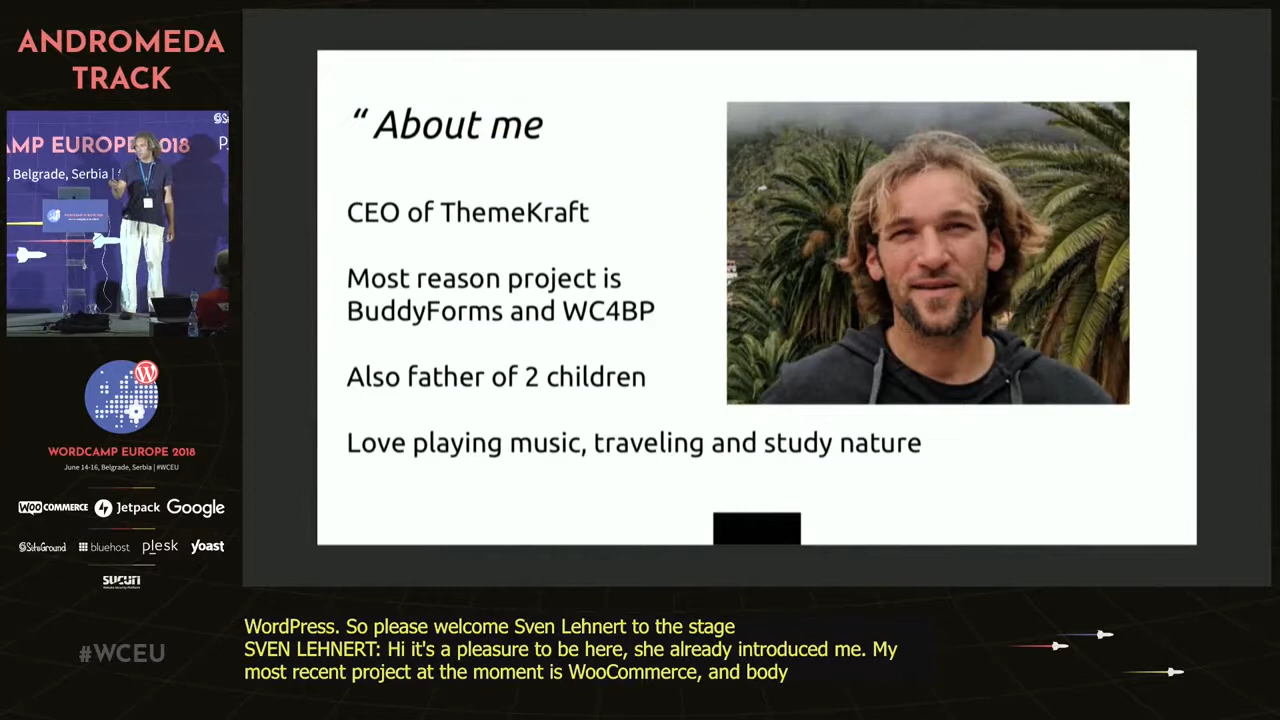 ANDROMEDA
TRACK
AMP EUROPE 2018
, Belgrade, Serbia |
WORDCAMP EUROPE 2018
June 14-16, Belgrade, Serbia | #WCEU
WOO COMMERCE Jetpack Google
SiteGround bluehost plesk yoast
sucuri
#WCEU
“ About me
CEO of ThemeKraft
Most reason project is
BuddyForms and WC4BP
Also father of 2 children
Love playing music, traveling and study nature
WordPress. So please welcome Sven Lehnert to the stage
SVEN LEHNERT: Hi it's a pleasure to be here, she already introduced me. My
most recent project at the moment is WooCommerce, and body